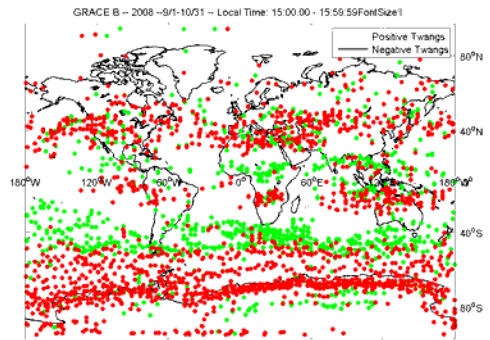 GRACE B -- 2008 --9/1-10/31 -- Local Time: 15:00:00 - 15:59:59FontSize'l
Positive Twangs
Negative Twangs
80°N
40°N
180°W 120°W 60°W 0° 60°E 120°E
40°S
80°S